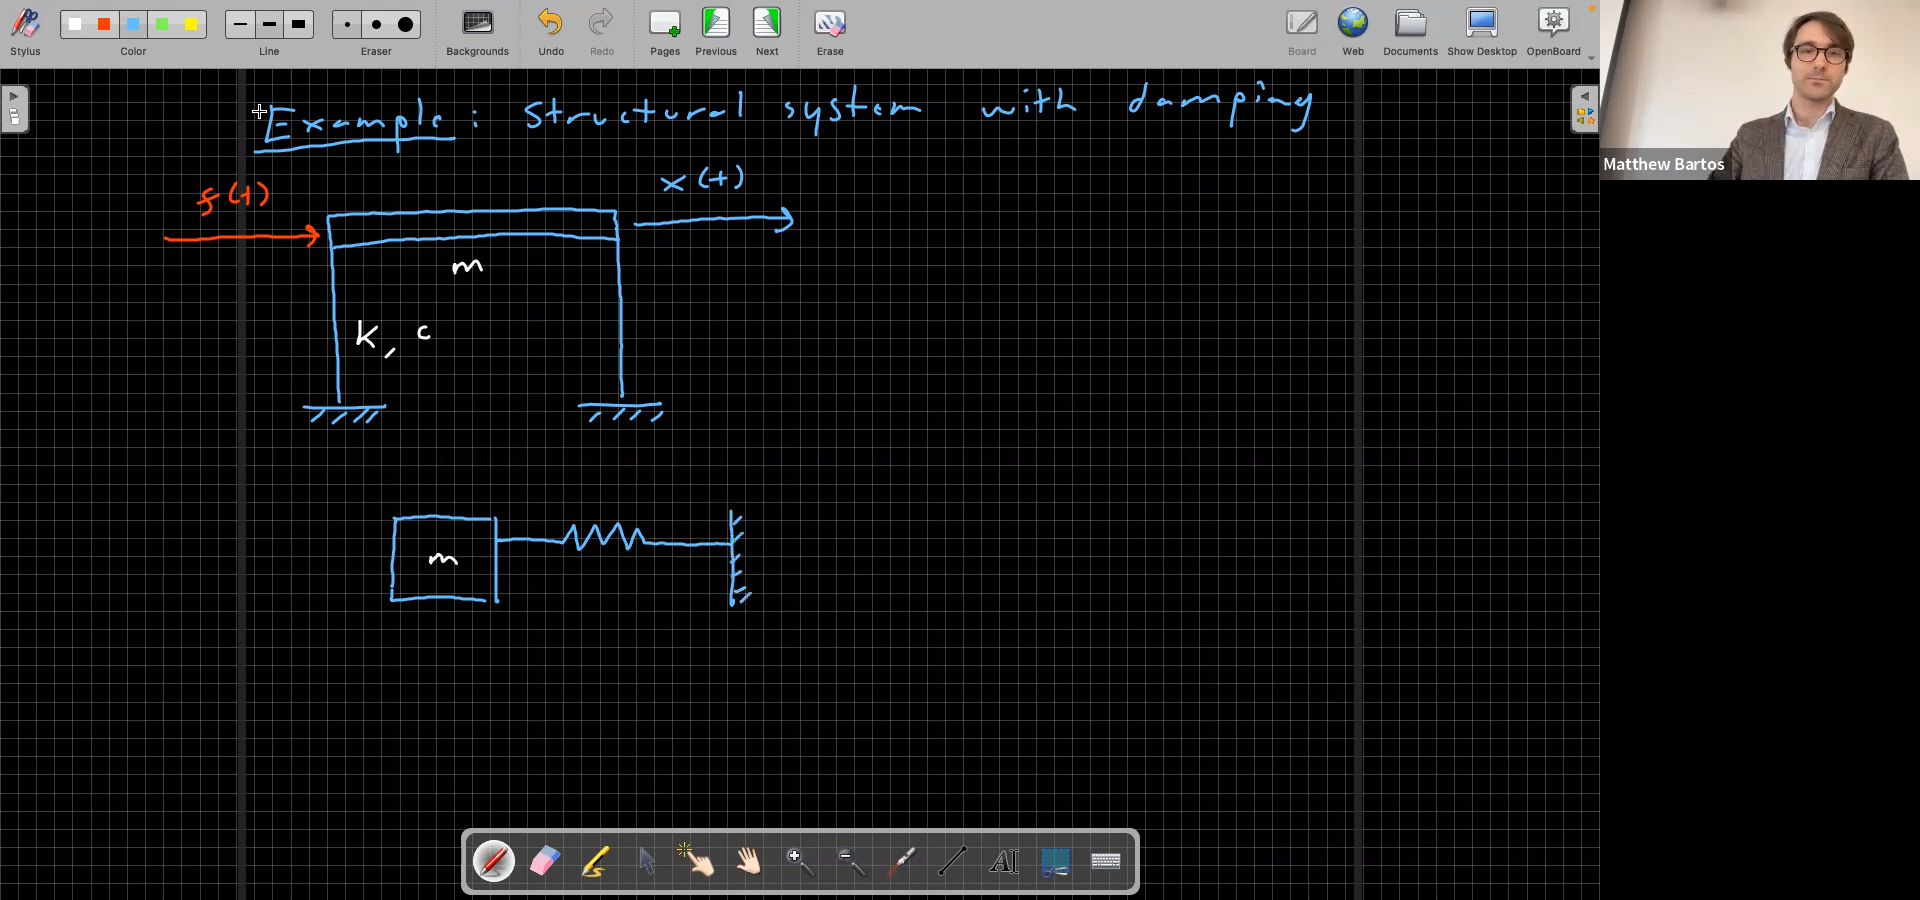 Stylus Color Line Eraser Backgrounds Undo Redo Pages Previous Next Erase Board Web Documents Show Desktop OpenBoard
Example: structural system with damping
f(t)
x(t)
m
k, c
m
AI
Matthew Bartos